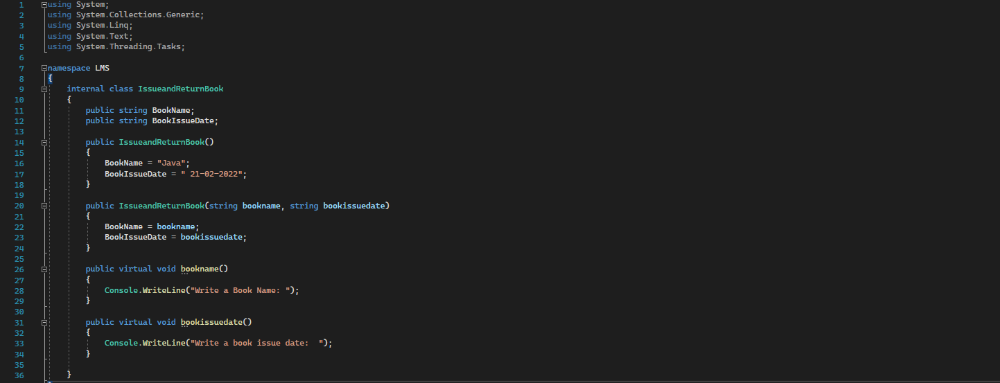 1 using System;
2 using System.Collections.Generic;
3 using System.Linq;
4 using System.Text;
5 using System.Threading.Tasks;
6
7 namespace LMS
8 {
9     internal class IssueandReturnBook
10     {
11         public string BookName;
12         public string BookIssueDate;
13
14         public IssueandReturnBook()
15         {
16             BookName = "Java";
17             BookIssueDate = " 21-02-2022";
18         }
19
20         public IssueandReturnBook(string bookname, string bookissuedate)
21         {
22             BookName = bookname;
23             BookIssueDate = bookissuedate;
24         }
25
26         public virtual void bookname()
27         {
28             Console.WriteLine("Write a Book Name: ");
29         }
30
31         public virtual void bookissuedate()
32         {
33             Console.WriteLine("Write a book issue date:  ");
34         }
35
36     }